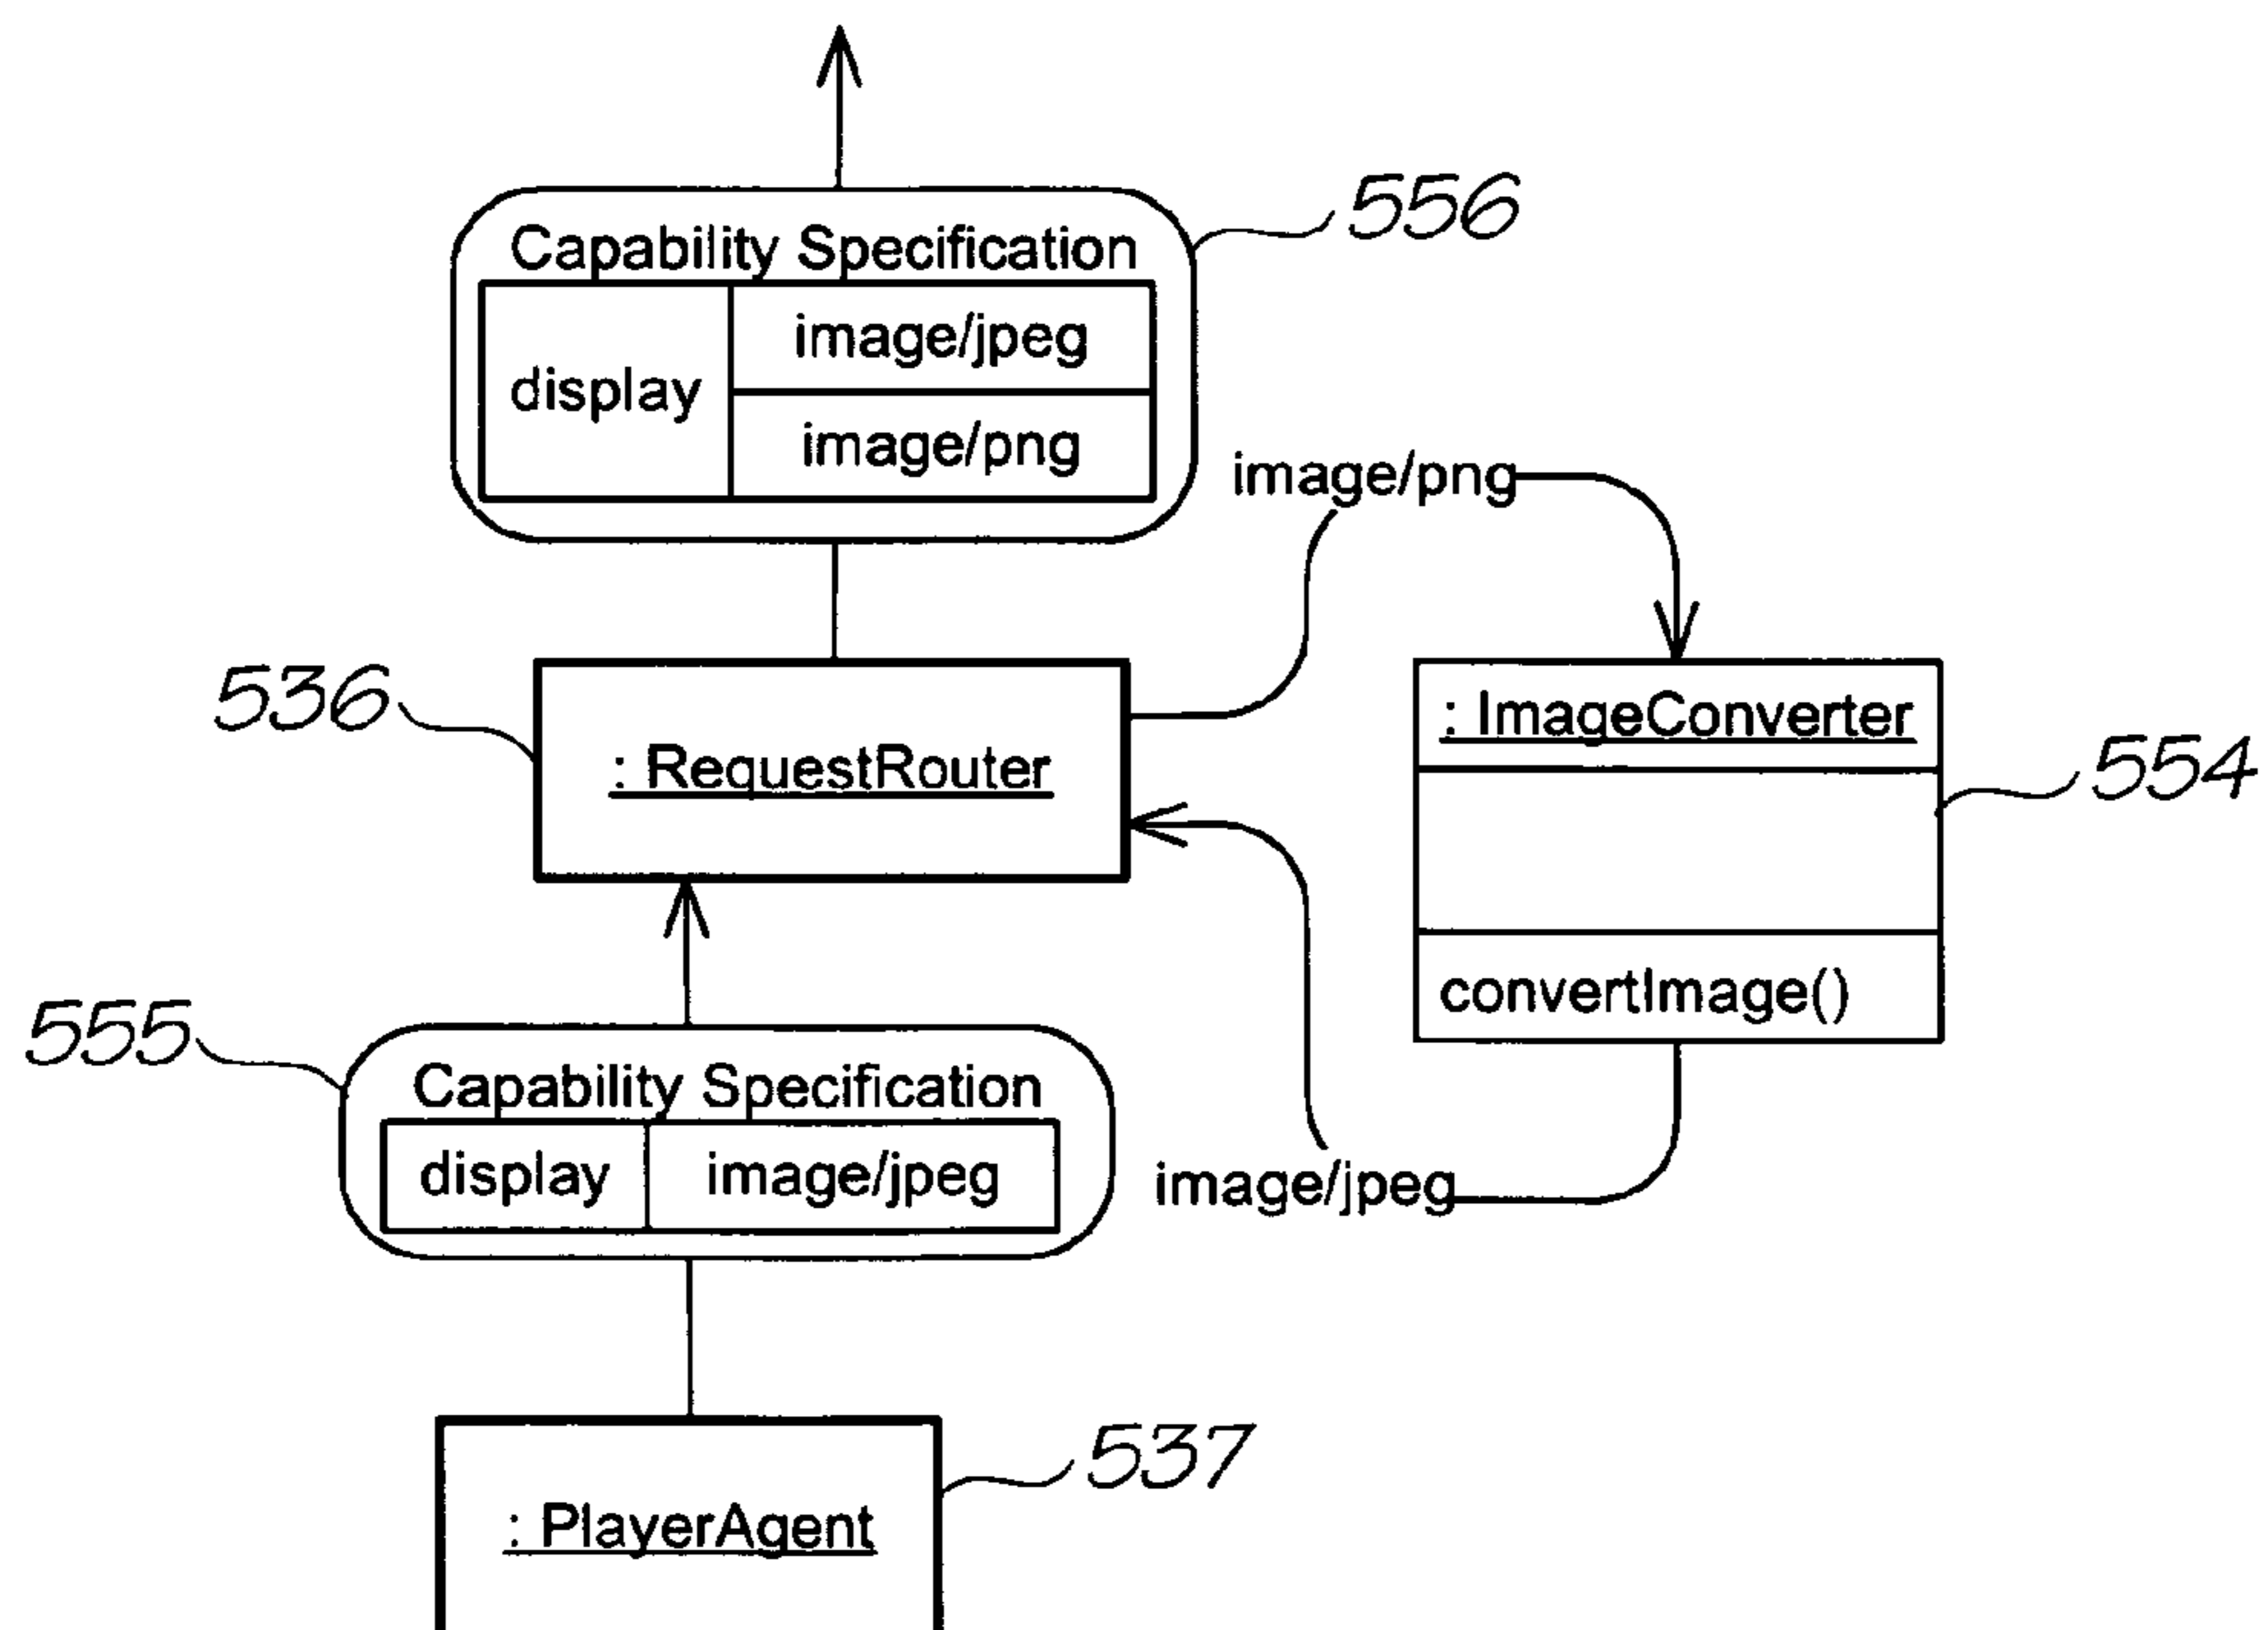 556
Capability Specification
display
image/jpeg
image/png
image/png
536
: RequestRouter
: ImageConverter
554
convertImage()
555
Capability Specification
display
image/jpeg
image/jpeg
537
: PlayerAgent